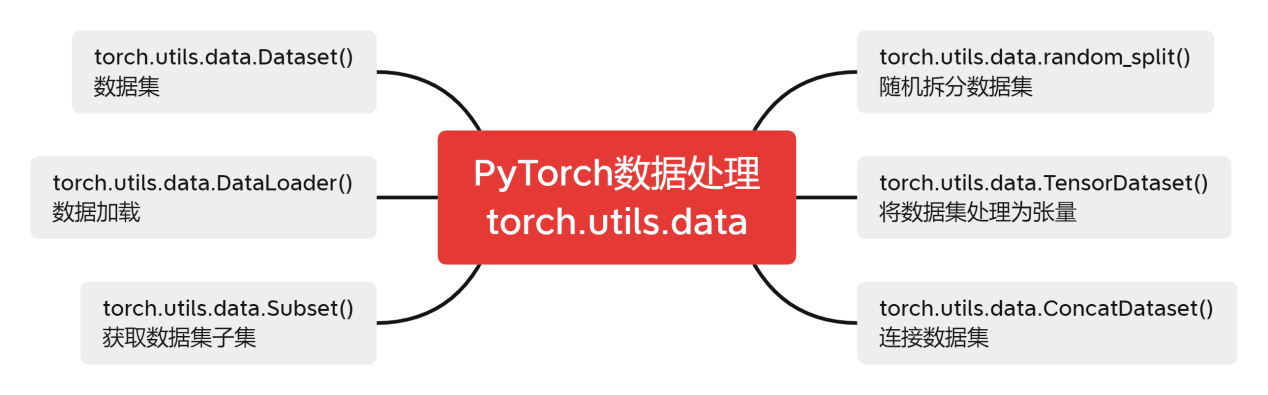 torch.utils.data.Dataset()
数据集
torch.utils.data.DataLoader()
数据加载
torch.utils.data.Subset()
获取数据集子集
PyTorch数据处理
torch.utils.data
torch.utils.data.random_split()
随机拆分数据集
torch.utils.data.TensorDataset()
将数据集处理为张量
torch.utils.data.ConcatDataset()
连接数据集